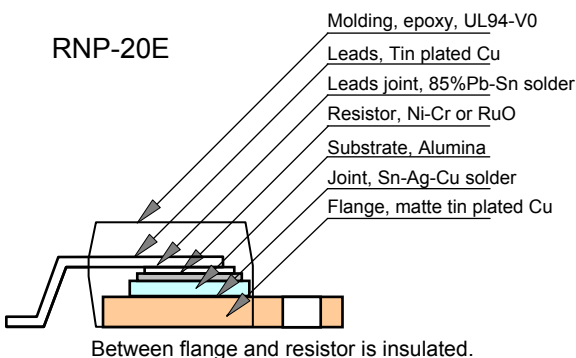 RNP-20E
Molding, epoxy, UL94-V0
Leads, Tin plated Cu
Leads joint, 85%Pb-Sn solder
Resistor, Ni-Cr or RuO
Substrate, Alumina
Joint, Sn-Ag-Cu solder
Flange, matte tin plated Cu
Between flange and resistor is insulated.